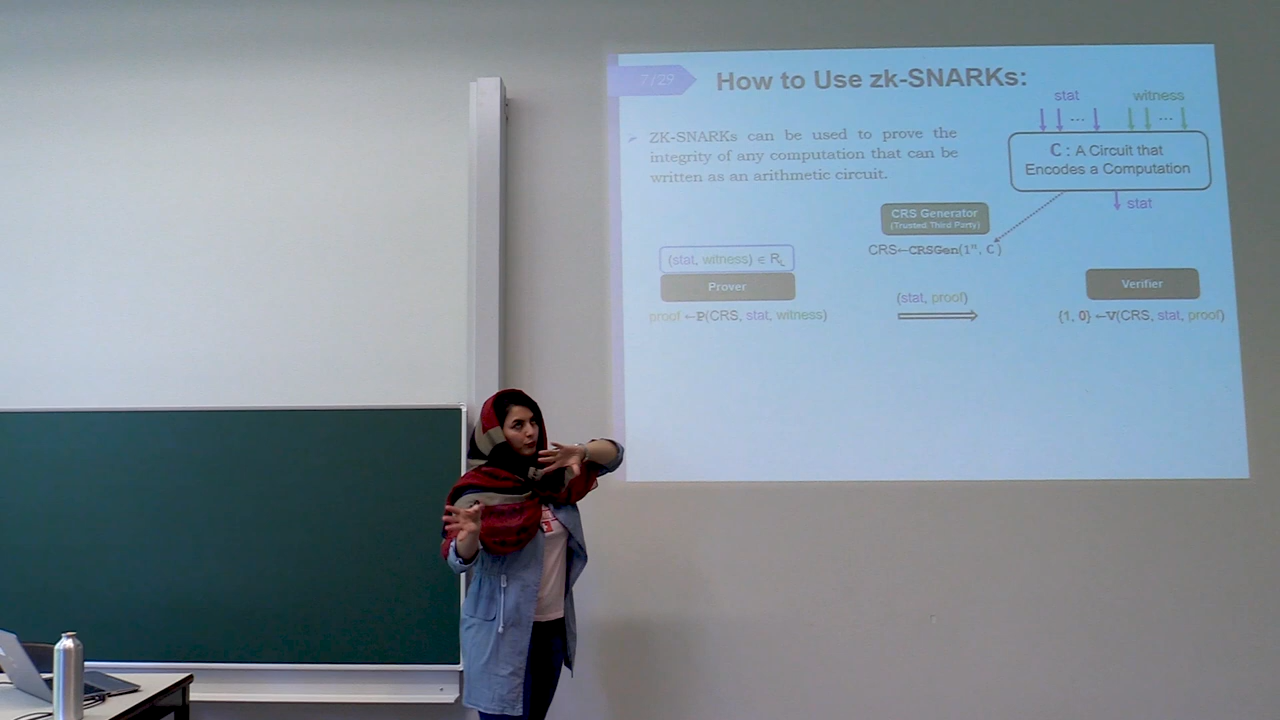 7/29
How to Use zk-SNARKs:
stat
witness
... ...
ZK-SNARKs can be used to prove the
integrity of any computation that can be
written as an arithmetic circuit.
C : A Circuit that
Encodes a Computation
stat
CRS Generator
(Trusted Third Party)
CRS←CRSGen(1ⁿ, C)
(stat, witness) ∈ R_L
Prover
proof ←P(CRS, stat, witness)
(stat, proof)
Verifier
{1, 0} ←V(CRS, stat, proof)